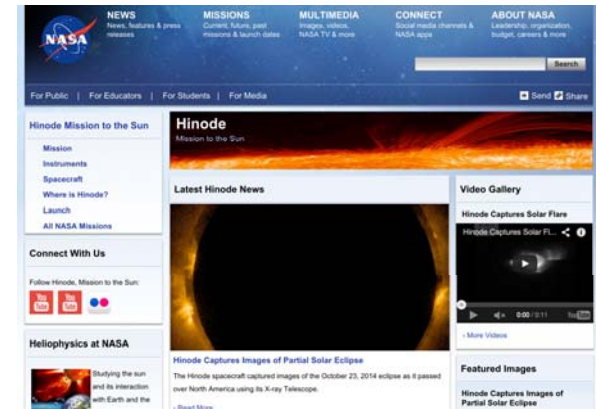 NASA
NEWS
News, features & press
releases
MISSIONS
Current, future, past
missions & launch dates
MULTIMEDIA
Images, videos,
NASA TV & more
CONNECT
Social media channels &
NASA apps
ABOUT NASA
Leadership, organization,
budget, careers & more
Search
For Public | For Educators | For Students | For Media
Send Share
Hinode Mission to the Sun
Mission
Instruments
Spacecraft
Where is Hinode?
Launch
All NASA Missions
Connect With Us
Follow Hinode, Mission to the Sun:
You Tube
You Tube
Heliophysics at NASA
Studying the sun
and its interaction
with Earth and the
Hinode
Mission to the Sun
Latest Hinode News
Hinode Captures Images of Partial Solar Eclipse
The Hinode spacecraft captured images of the October 23, 2014 eclipse as it passed
over North America using its X-ray Telescope.
› Read More
Video Gallery
Hinode Captures Solar Flare
Hinode Captures Solar Fl...
0:00 / 0:11 YouTube
› More Videos
Featured Images
Hinode Captures Images of
Partial Solar Eclipse